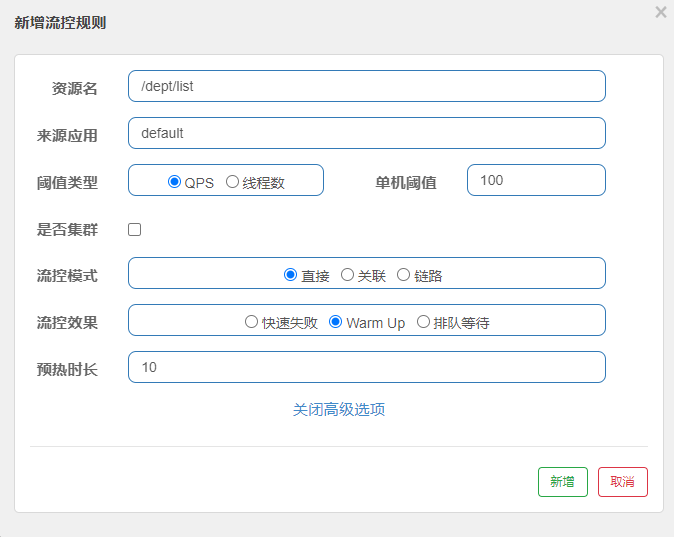 新增流控规则
×
资源名 /dept/list
来源应用 default
阈值类型 QPS 线程数 单机阈值 100
是否集群
流控模式 直接 关联 链路
流控效果 快速失败 Warm Up 排队等待
预热时长 10
关闭高级选项
新增 取消